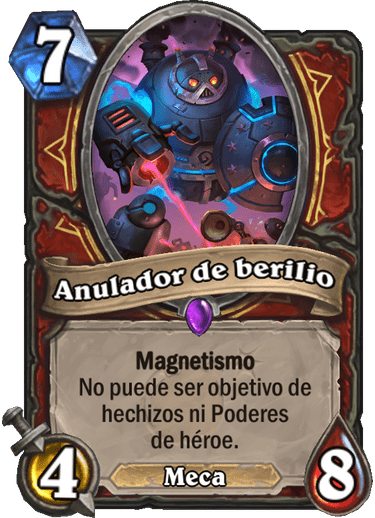 7
Anulador de berilio
Magnetismo
No puede ser objetivo de
hechizos ni Poderes
de héroe.
4
Meca
8